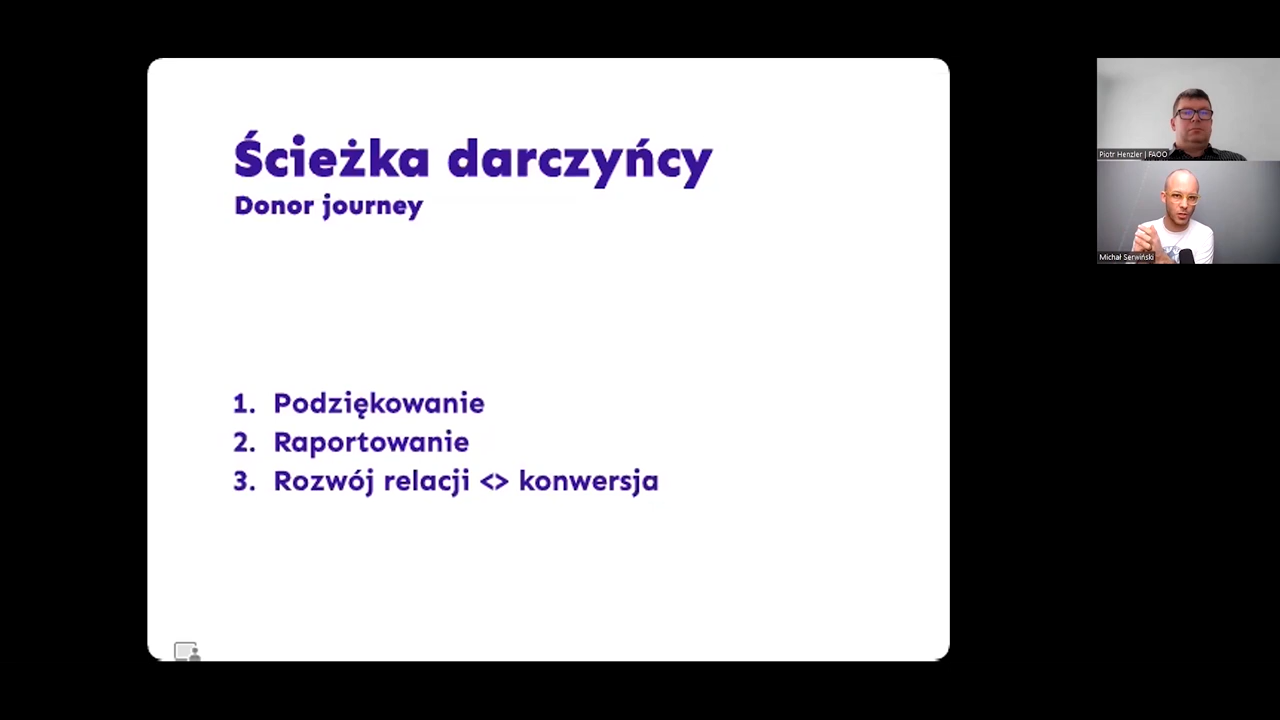 Ścieżka darczyńcy
Donor journey
1. Podziękowanie
2. Raportowanie
3. Rozwój relacji <> konwersja
Piotr Henzler | FAOO
Michał Serwiński